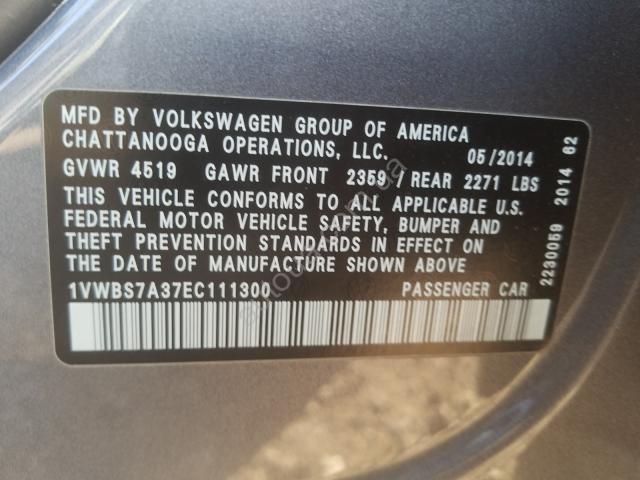 MFD BY VOLKSWAGEN GROUP OF AMERICA
CHATTANOOGA OPERATIONS, LLC. 05/2014
GVWR 4519 GAWR FRONT 2359 / REAR 2271 LBS
THIS VEHICLE CONFORMS TO ALL APPLICABLE U.S.
FEDERAL MOTOR VEHICLE SAFETY, BUMPER AND
THEFT PREVENTION STANDARDS IN EFFECT ON
THE DATE OF MANUFACTURE SHOWN ABOVE
1VWBS7A37EC111300 PASSENGER CAR
2230059 2014 62